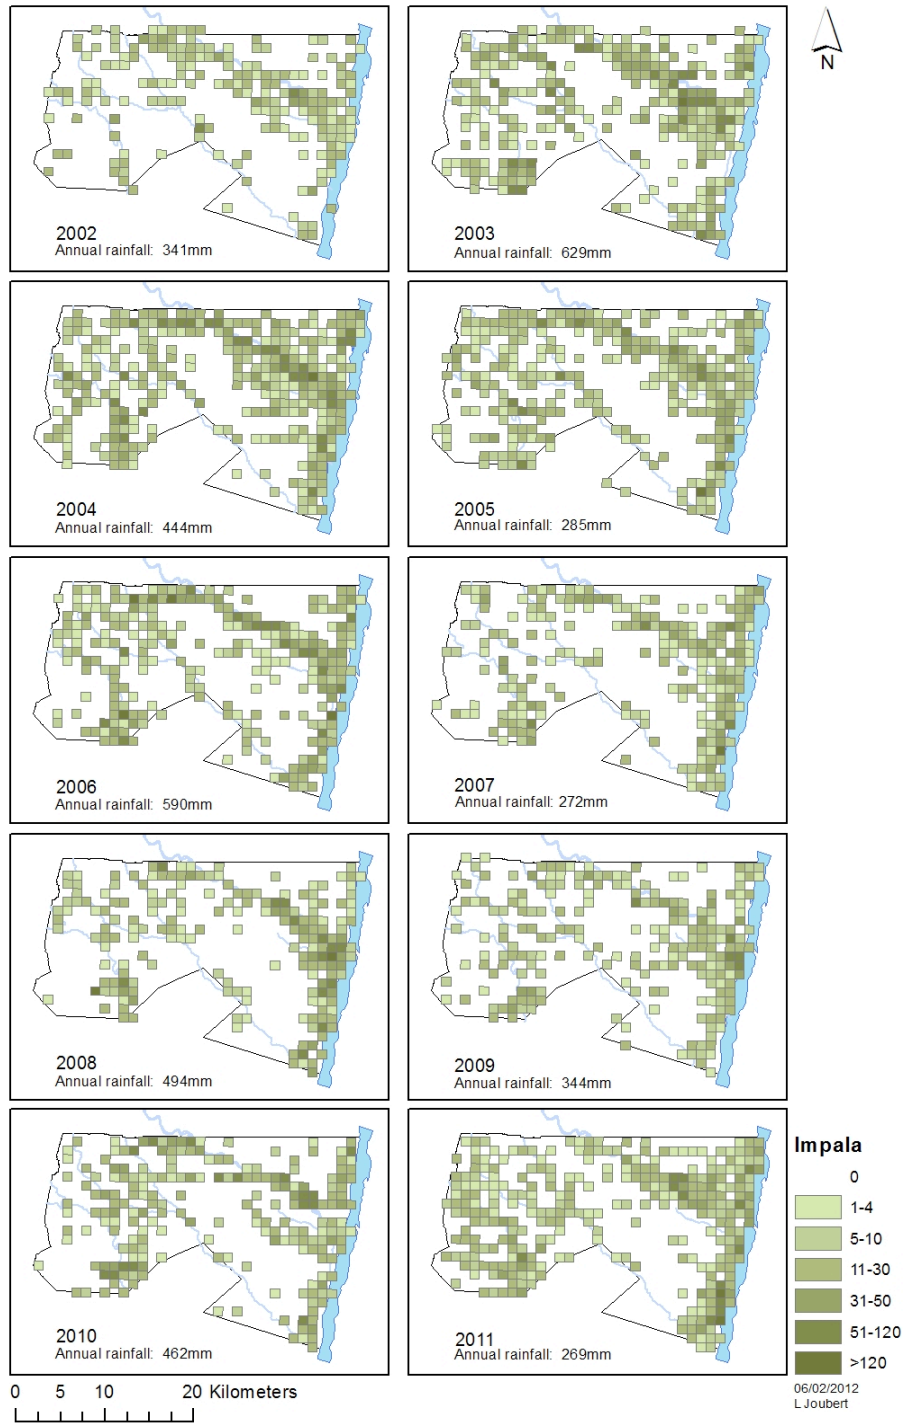 N
2002
Annual rainfall: 341mm
2003
Annual rainfall: 629mm
2004
Annual rainfall: 444mm
2005
Annual rainfall: 285mm
2006
Annual rainfall: 590mm
2007
Annual rainfall: 272mm
2008
Annual rainfall: 494mm
2009
Annual rainfall: 344mm
2010
Annual rainfall: 462mm
2011
Annual rainfall: 269mm
Impala
0
1-4
5-10
11-30
31-50
51-120
>120
06/02/2012
L Joubert
0 5 10 20 Kilometers